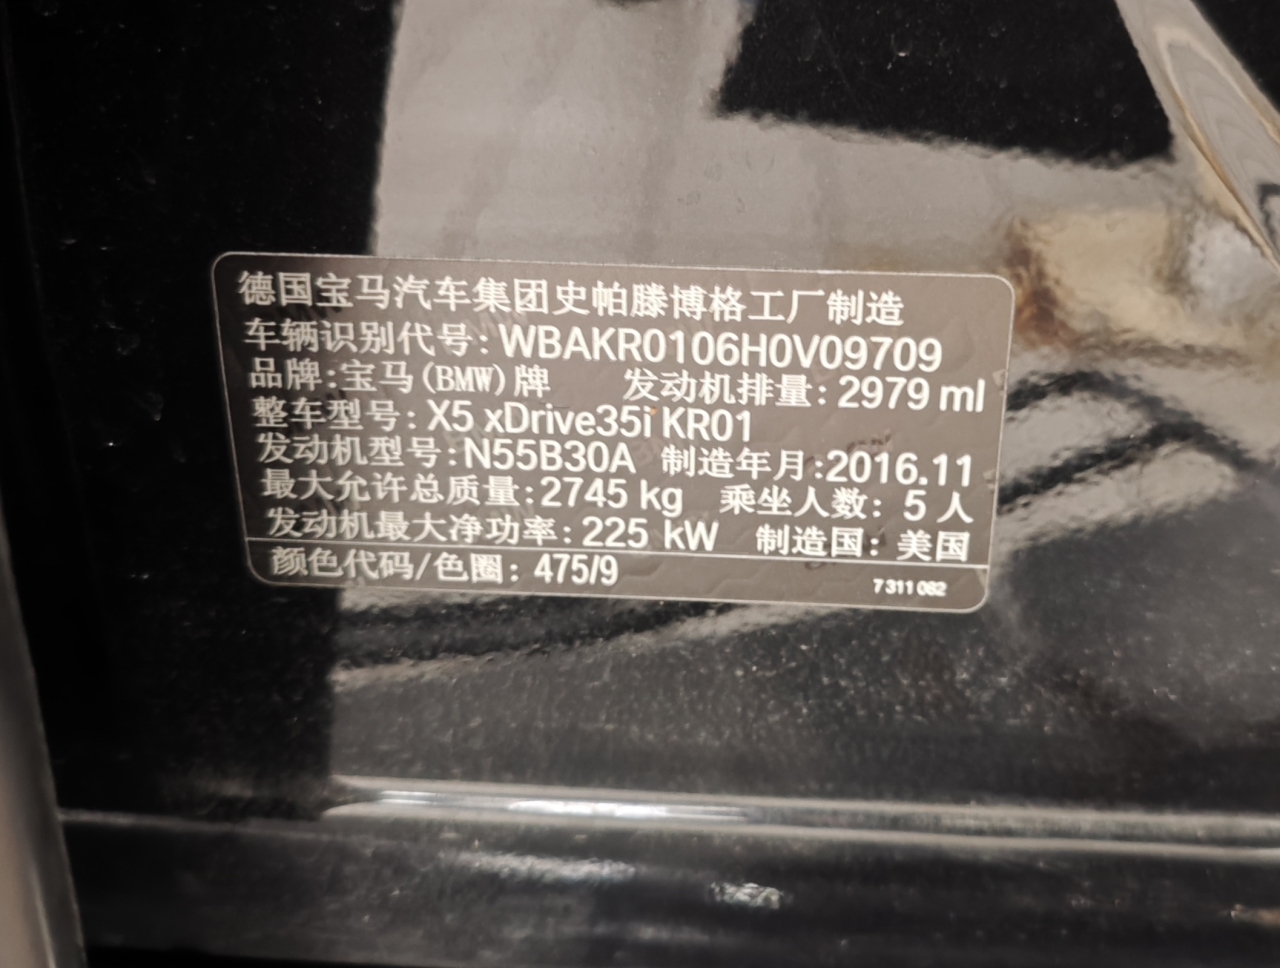 德国宝马汽车集团史帕滕博格工厂制造
车辆识别代号: WBAKR0106H0V09709
品牌:宝马(BMW)牌 发动机排量: 2979 ml
整车型号: X5 xDrive35i KR01
发动机型号:N55B30A 制造年月:2016.11
最大允许总质量:2745 kg 乘坐人数: 5 人
发动机最大净功率: 225 kW 制造国: 美国
颜色代码/色圈: 475/9
7 311 062